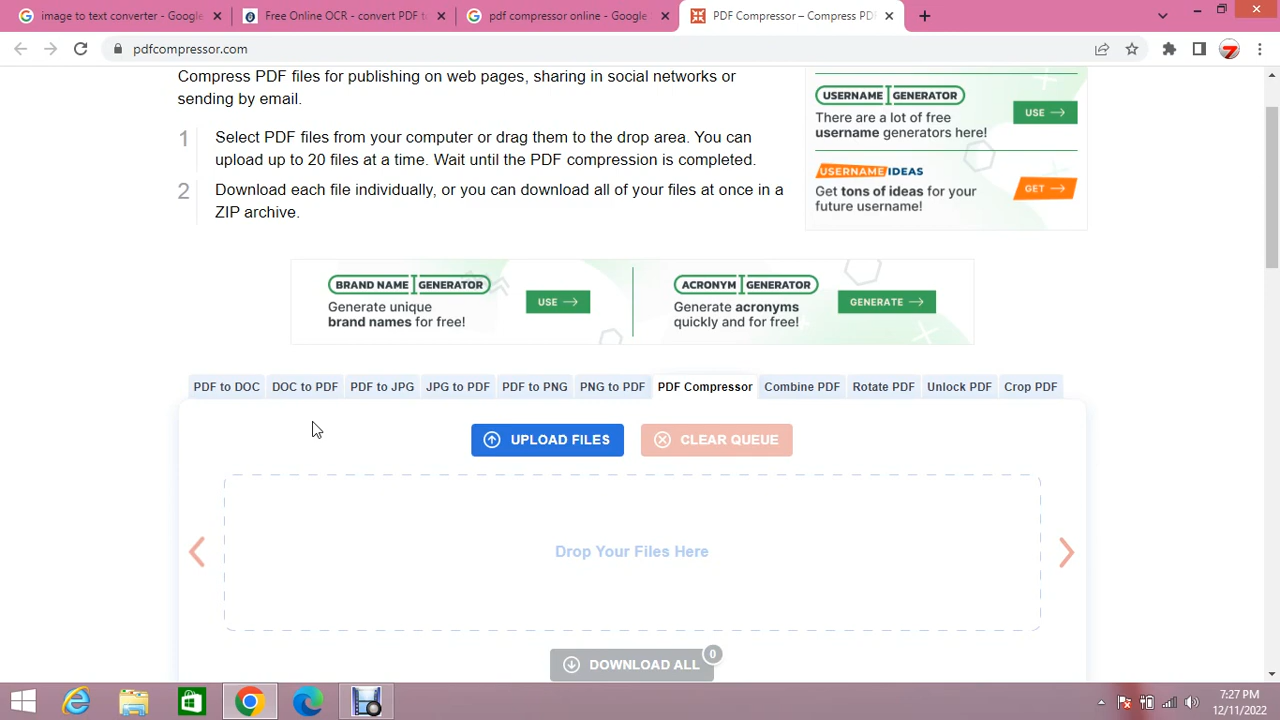 image to text converter - Google
Free Online OCR - convert PDF to
pdf compressor online - Google
PDF Compressor – Compress PDF
pdfcompressor.com
Compress PDF files for publishing on web pages, sharing in social networks or
sending by email.
1 Select PDF files from your computer or drag them to the drop area. You can
upload up to 20 files at a time. Wait until the PDF compression is completed.
2 Download each file individually, or you can download all of your files at once in a
ZIP archive.
USERNAME GENERATOR
There are a lot of free
username generators here!
USE
USERNAME IDEAS
Get tons of ideas for your
future username!
GET
BRAND NAME GENERATOR
Generate unique
brand names for free!
USE
ACRONYM GENERATOR
Generate acronyms
quickly and for free!
GENERATE
PDF to DOC DOC to PDF PDF to JPG JPG to PDF PDF to PNG PNG to PDF PDF Compressor Combine PDF Rotate PDF Unlock PDF Crop PDF
UPLOAD FILES CLEAR QUEUE
Drop Your Files Here
DOWNLOAD ALL 0
7:27 PM
12/11/2022